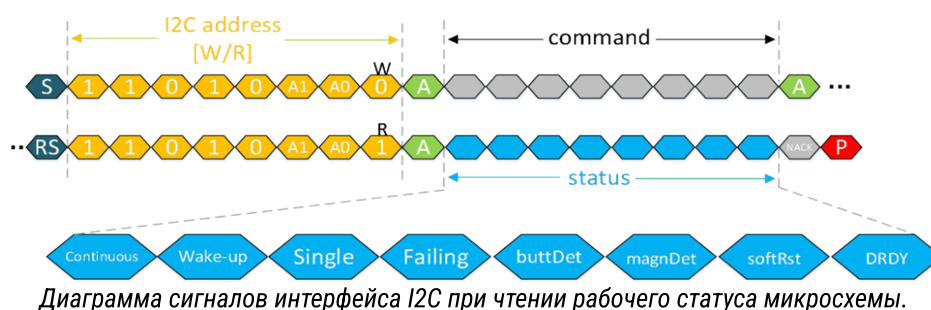 I2C address
[W/R]
command
W
S 1 1 0 1 0 A1 A0 0 A A ...
R
..RS 1 1 0 1 0 A1 A0 1 A NACK P
status
Continuous Wake-up Single Failing buttDet magnDet softRst DRDY
Диаграмма сигналов интерфейса I2C при чтении рабочего статуса микросхемы.